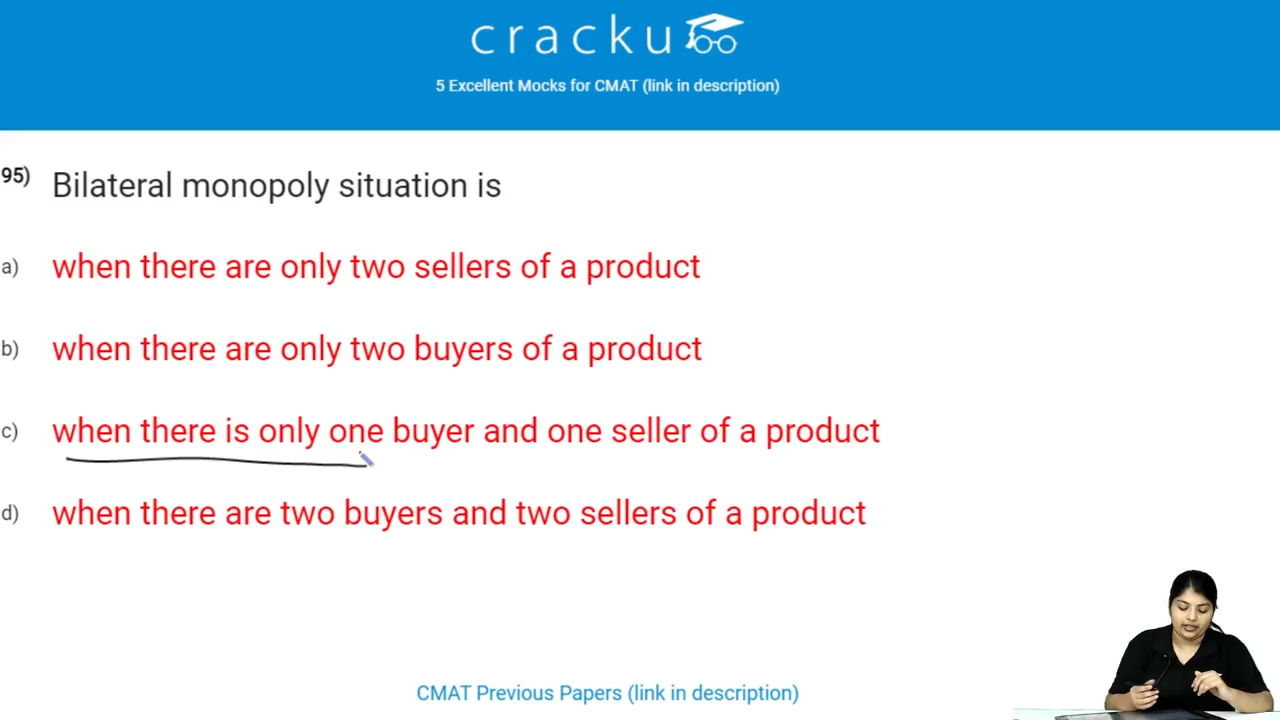 cracku
5 Excellent Mocks for CMAT (link in description)
95) Bilateral monopoly situation is
a) when there are only two sellers of a product
b) when there are only two buyers of a product
c) when there is only one buyer and one seller of a product
d) when there are two buyers and two sellers of a product
CMAT Previous Papers (link in description)